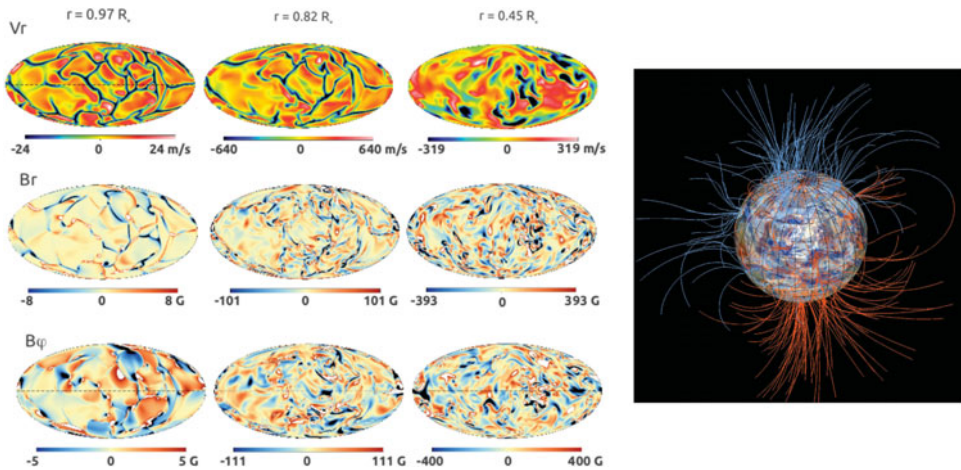 r = 0.97 R*
r = 0.82 R*
r = 0.45 R*
Vr
-24 0 24 m/s
-640 0 640 m/s
-319 0 319 m/s
Br
-8 0 8 G
-101 0 101 G
-393 0 393 G
Bφ
-5 0 5 G
-111 0 111 G
-400 0 400 G